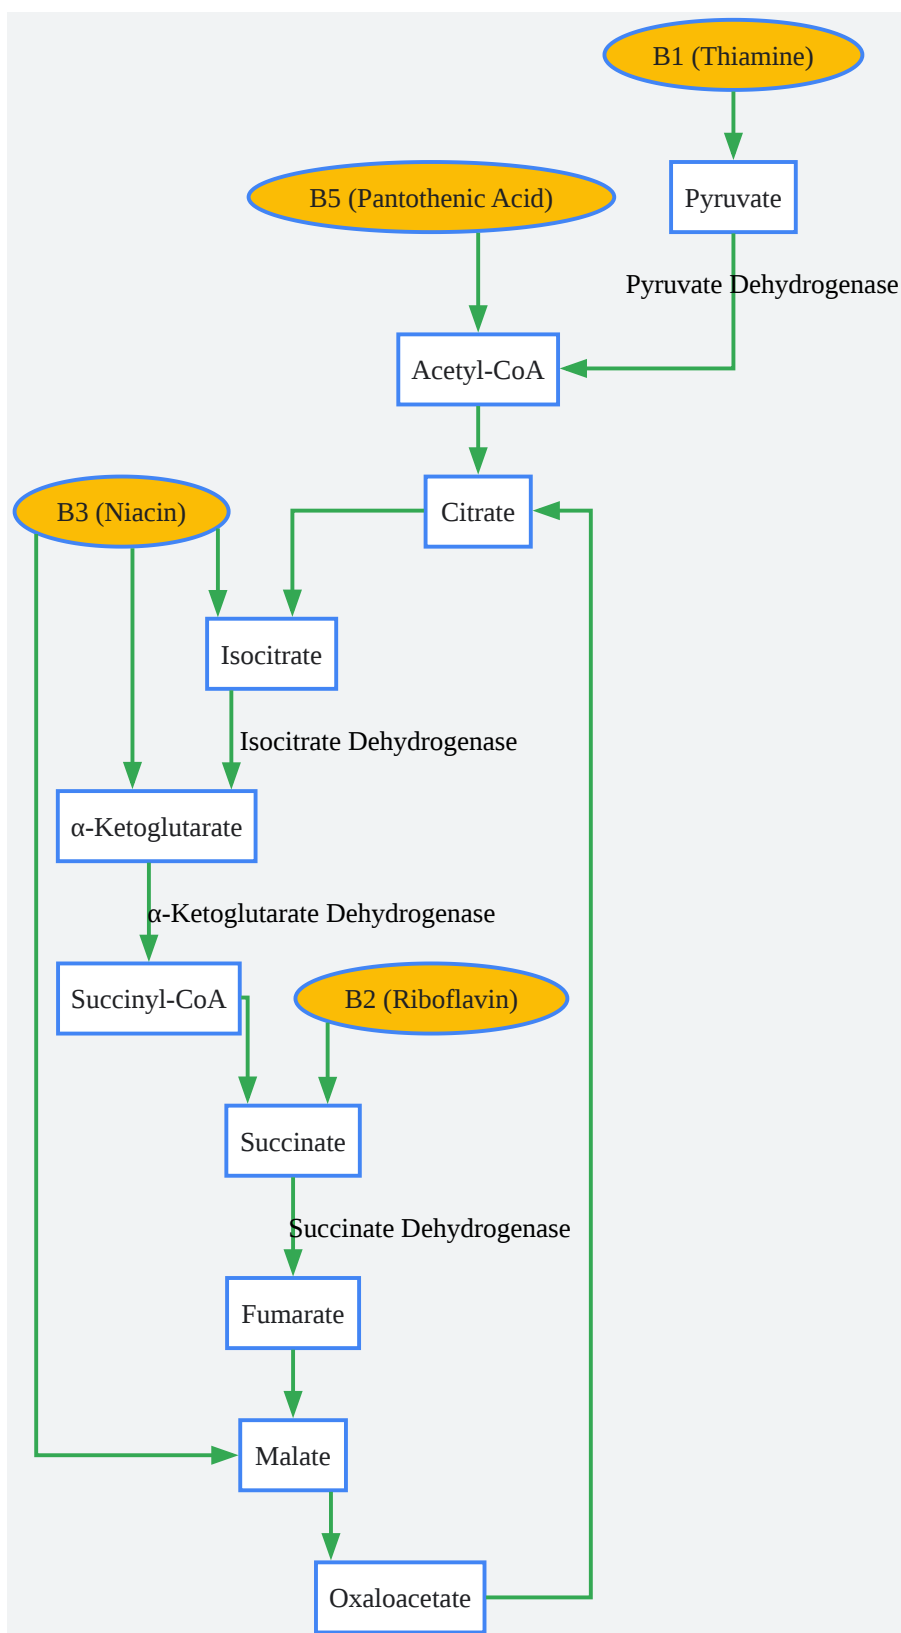 B1 (Thiamine)
B5 (Pantothenic Acid)
Pyruvate
Pyruvate Dehydrogenase
Acetyl-CoA
B3 (Niacin)
Citrate
Isocitrate
Isocitrate Dehydrogenase
α-Ketoglutarate
α-Ketoglutarate Dehydrogenase
Succinyl-CoA
B2 (Riboflavin)
Succinate
Succinate Dehydrogenase
Fumarate
Malate
Oxaloacetate